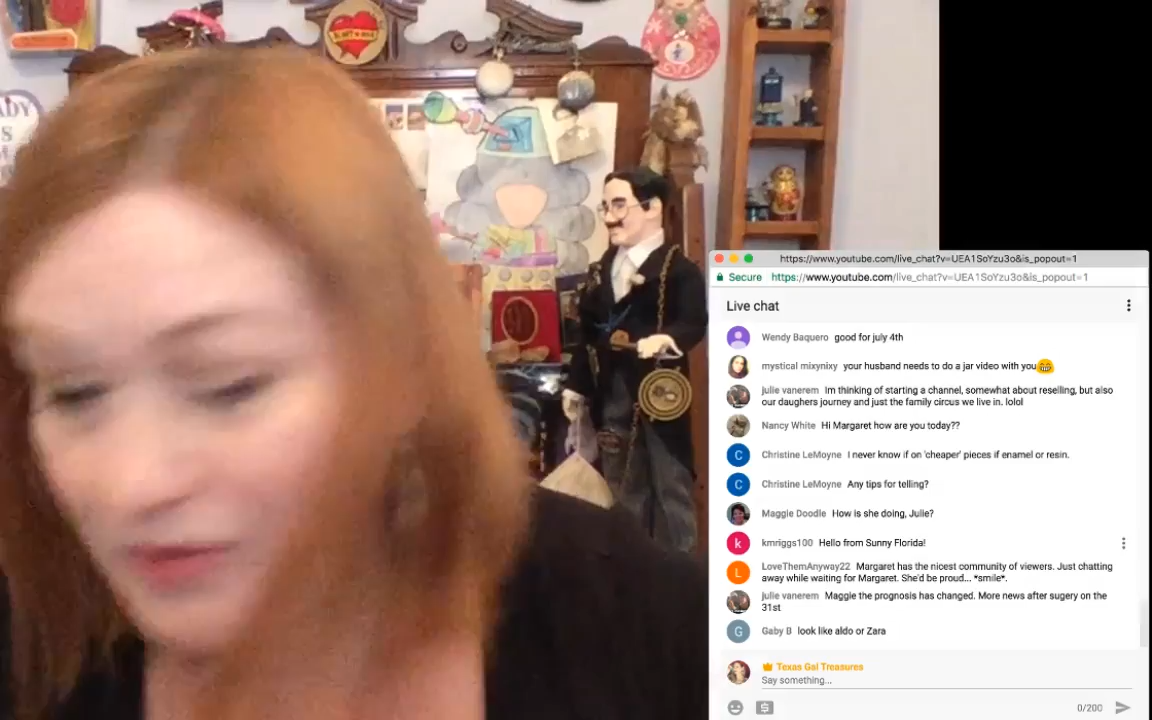 ADY
S
https://www.youtube.com/live_chat?v=UEA1SoYzu3o&is_popout=1
Secure https://www.youtube.com/live_chat?v=UEA1SoYzu3o&is_popout=1
Live chat
Wendy Baquero good for july 4th
mystical mixynixy your husband needs to do a jar video with you😁
julie vanerem Im thinking of starting a channel, somewhat about reselling, but also
our daughers journey and just the family circus we live in. lolol
Nancy White Hi Margaret how are you today??
C Christine LeMoyne I never know if on 'cheaper' pieces if enamel or resin.
C Christine LeMoyne Any tips for telling?
Maggie Doodle How is she doing, Julie?
k kmriggs100 Hello from Sunny Florida!
L LoveThemAnyway22 Margaret has the nicest community of viewers. Just chatting
away while waiting for Margaret. She'd be proud... *smile*.
julie vanerem Maggie the prognosis has changed. More news after sugery on the
31st
G Gaby B look like aldo or Zara
Texas Gal Treasures
Say something...
0/200